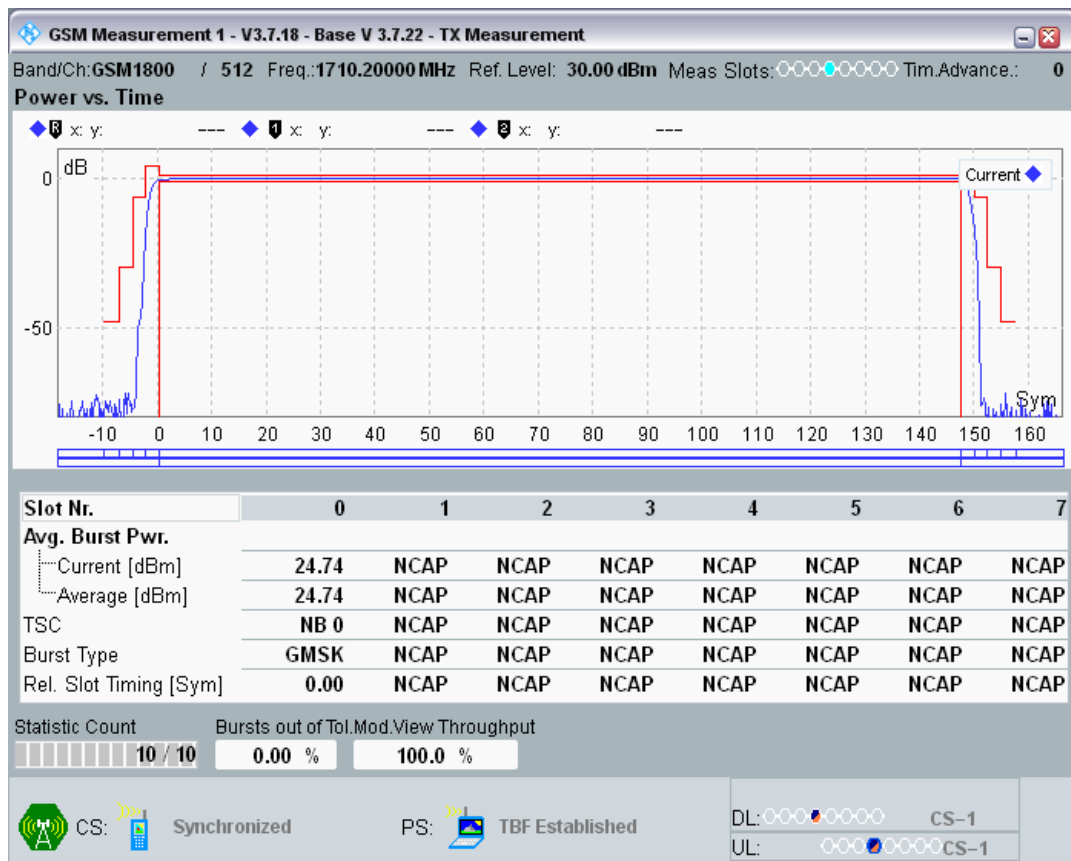 GSM Measurement 1 - V3.7.18 - Base V 3.7.22 - TX Measurement
Band/Ch:GSM1800 / 512 Freq.:1710.20000 MHz Ref. Level: 30.00 dBm Meas Slots: Tim.Advance.: 0
Power vs. Time
R x: y: --- 1 x: y: --- 2 x: y: ---
dB
Current
0
-50
Sym
-10 0 10 20 30 40 50 60 70 80 90 100 110 120 130 140 150 160
Slot Nr. 0 1 2 3 4 5 6 7
Avg. Burst Pwr.
Current [dBm] 24.74 NCAP NCAP NCAP NCAP NCAP NCAP NCAP
Average [dBm] 24.74 NCAP NCAP NCAP NCAP NCAP NCAP NCAP
TSC NB 0 NCAP NCAP NCAP NCAP NCAP NCAP NCAP
Burst Type GMSK NCAP NCAP NCAP NCAP NCAP NCAP NCAP
Rel. Slot Timing [Sym] 0.00 NCAP NCAP NCAP NCAP NCAP NCAP NCAP
Statistic Count Bursts out of Tol.Mod.View Throughput
10 / 10 0.00 % 100.0 %
CS: Synchronized PS: TBF Established
DL: CS-1
UL: CS-1